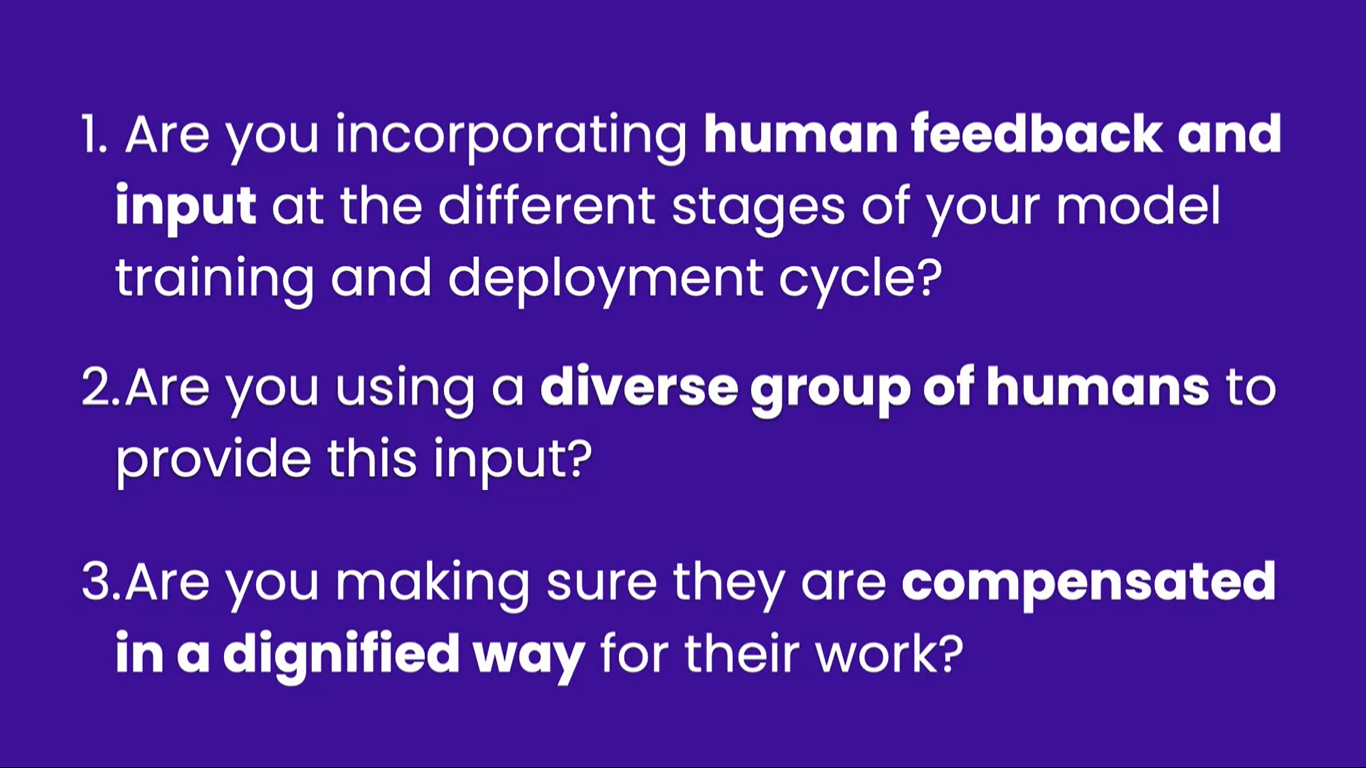 1. Are you incorporating human feedback and
input at the different stages of your model
training and deployment cycle?
2.Are you using a diverse group of humans to
provide this input?
3.Are you making sure they are compensated
in a dignified way for their work?